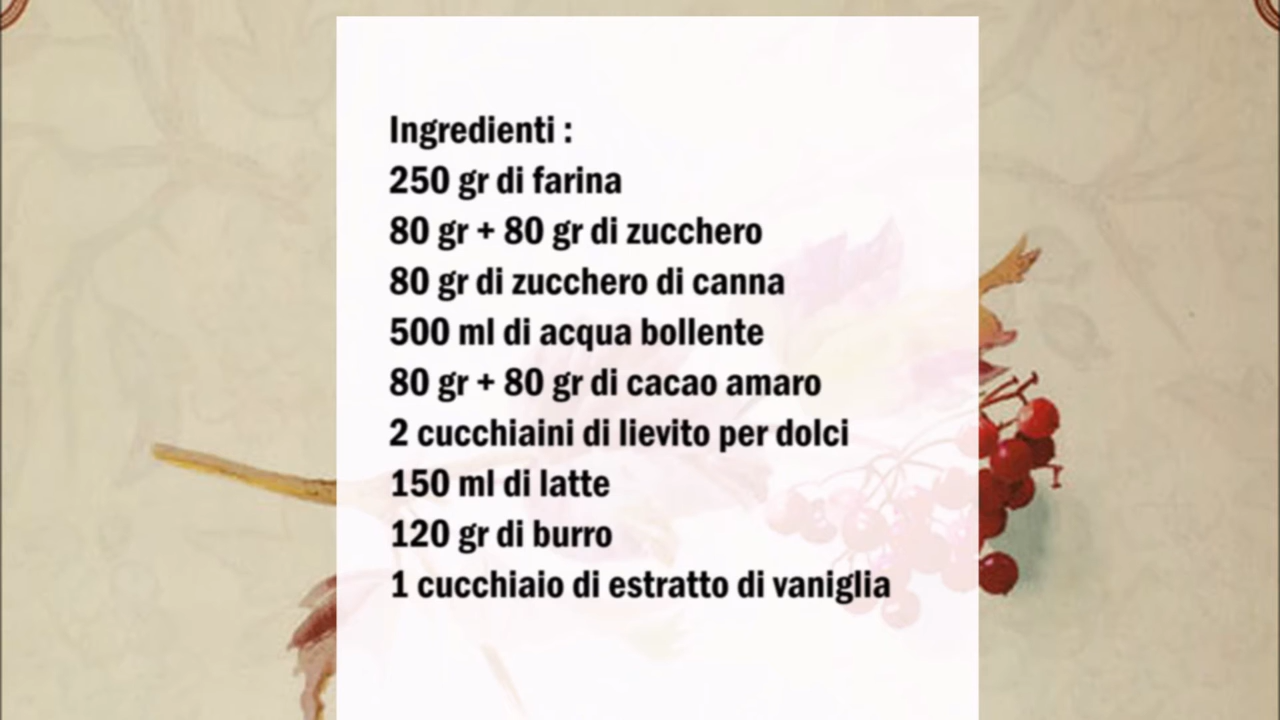 Ingredienti :
250 gr di farina
80 gr + 80 gr di zucchero
80 gr di zucchero di canna
500 ml di acqua bollente
80 gr + 80 gr di cacao amaro
2 cucchiaini di lievito per dolci
150 ml di latte
120 gr di burro
1 cucchiaio di estratto di vaniglia